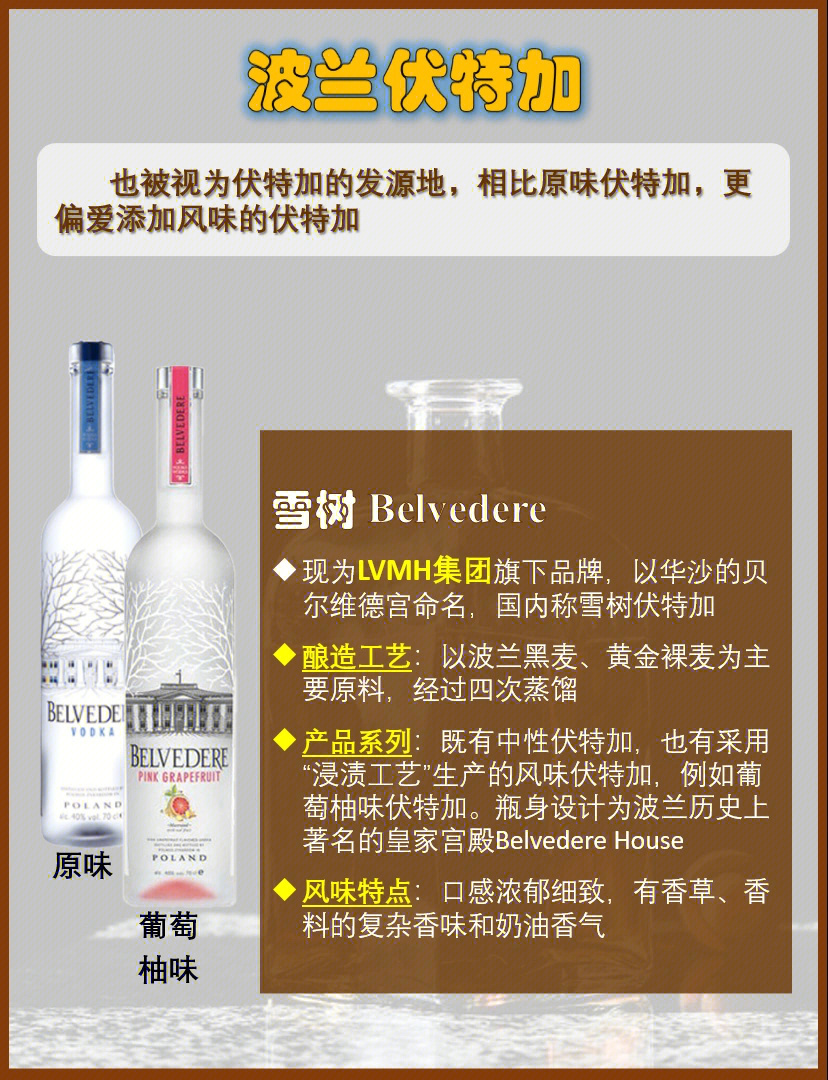 波兰伏特加
也被视为伏特加的发源地，相比原味伏特加，更
偏爱添加风味的伏特加
雪树 Belvedere
现为LVMH集团旗下品牌，以华沙的贝
尔维德宫命名，国内称雪树伏特加
酿造工艺：以波兰黑麦、黄金裸麦为主
要原料，经过四次蒸馏
产品系列：既有中性伏特加，也有采用
“浸渍工艺”生产的风味伏特加，例如葡
萄柚味伏特加。瓶身设计为波兰历史上
著名的皇家宫殿Belvedere House
风味特点：口感浓郁细致，有香草、香
料的复杂香味和奶油香气
BELVEDERE
BELVEDE
VODKA
POLAND
40% vol. 70 cl
原味
BELVEDERE
BELVEDERE
PINK GRAPEFRUIT
POLAND
葡萄
柚味